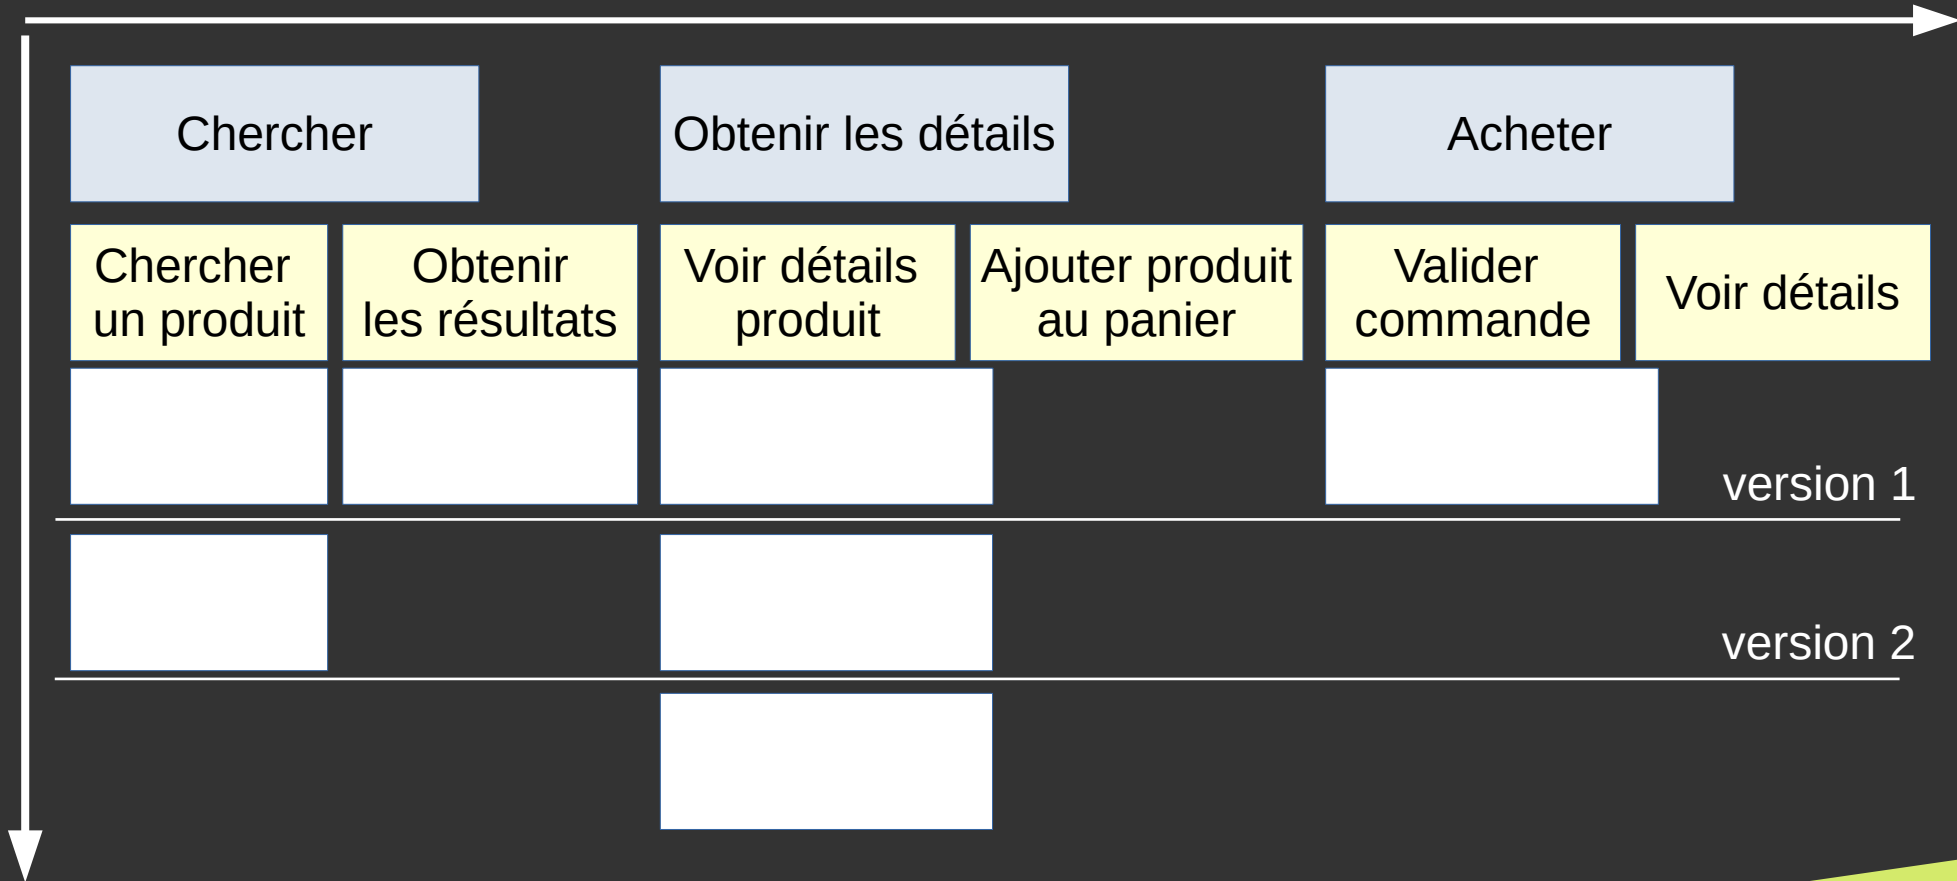 Chercher
Obtenir les détails
Acheter
Chercher
un produit
Obtenir
les résultats
Voir détails
produit
Ajouter produit
au panier
Valider
commande
Voir détails
version 1
version 2